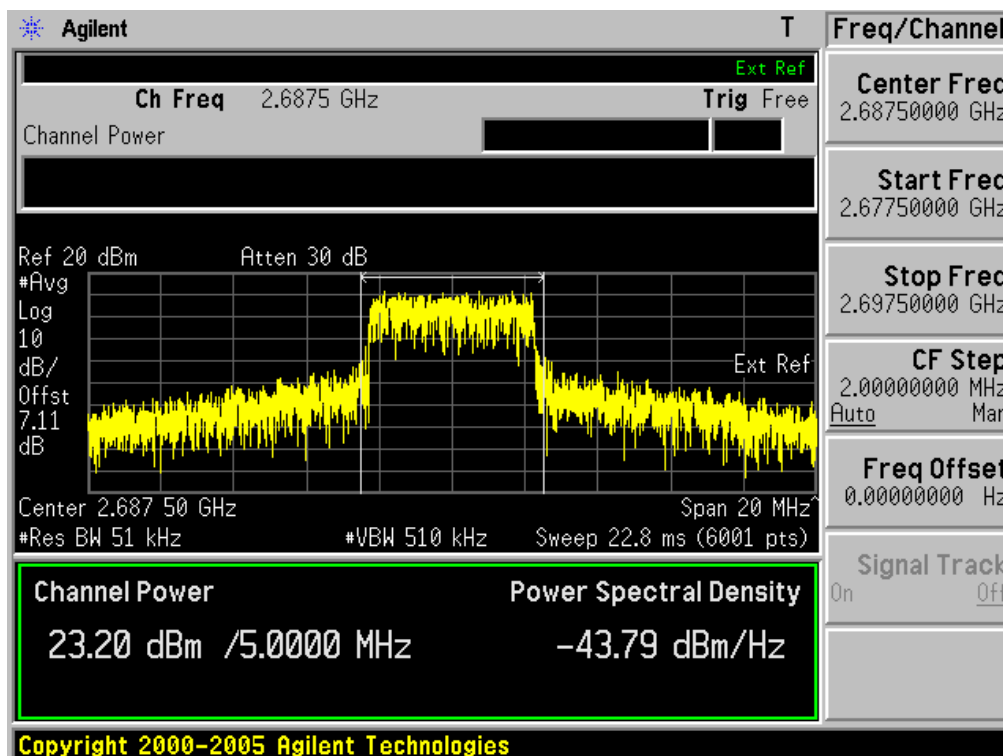 Agilent T
Freq/Channel
Ext Ref
Ch Freq 2.6875 GHz Trig Free
Channel Power
Ref 20 dBm Atten 30 dB
#Avg
Log
10
dB/
Offst
7.11
dB
Ext Ref
Center 2.687 50 GHz Span 20 MHz^
#Res BW 51 kHz #VBW 510 kHz Sweep 22.8 ms (6001 pts)
Channel Power Power Spectral Density
23.20 dBm /5.0000 MHz -43.79 dBm/Hz
Center Freq
2.68750000 GHz
Start Freq
2.67750000 GHz
Stop Freq
2.69750000 GHz
CF Step
2.00000000 MHz
Auto Man
Freq Offset
0.00000000 Hz
Signal Track
On Off
Copyright 2000-2005 Agilent Technologies